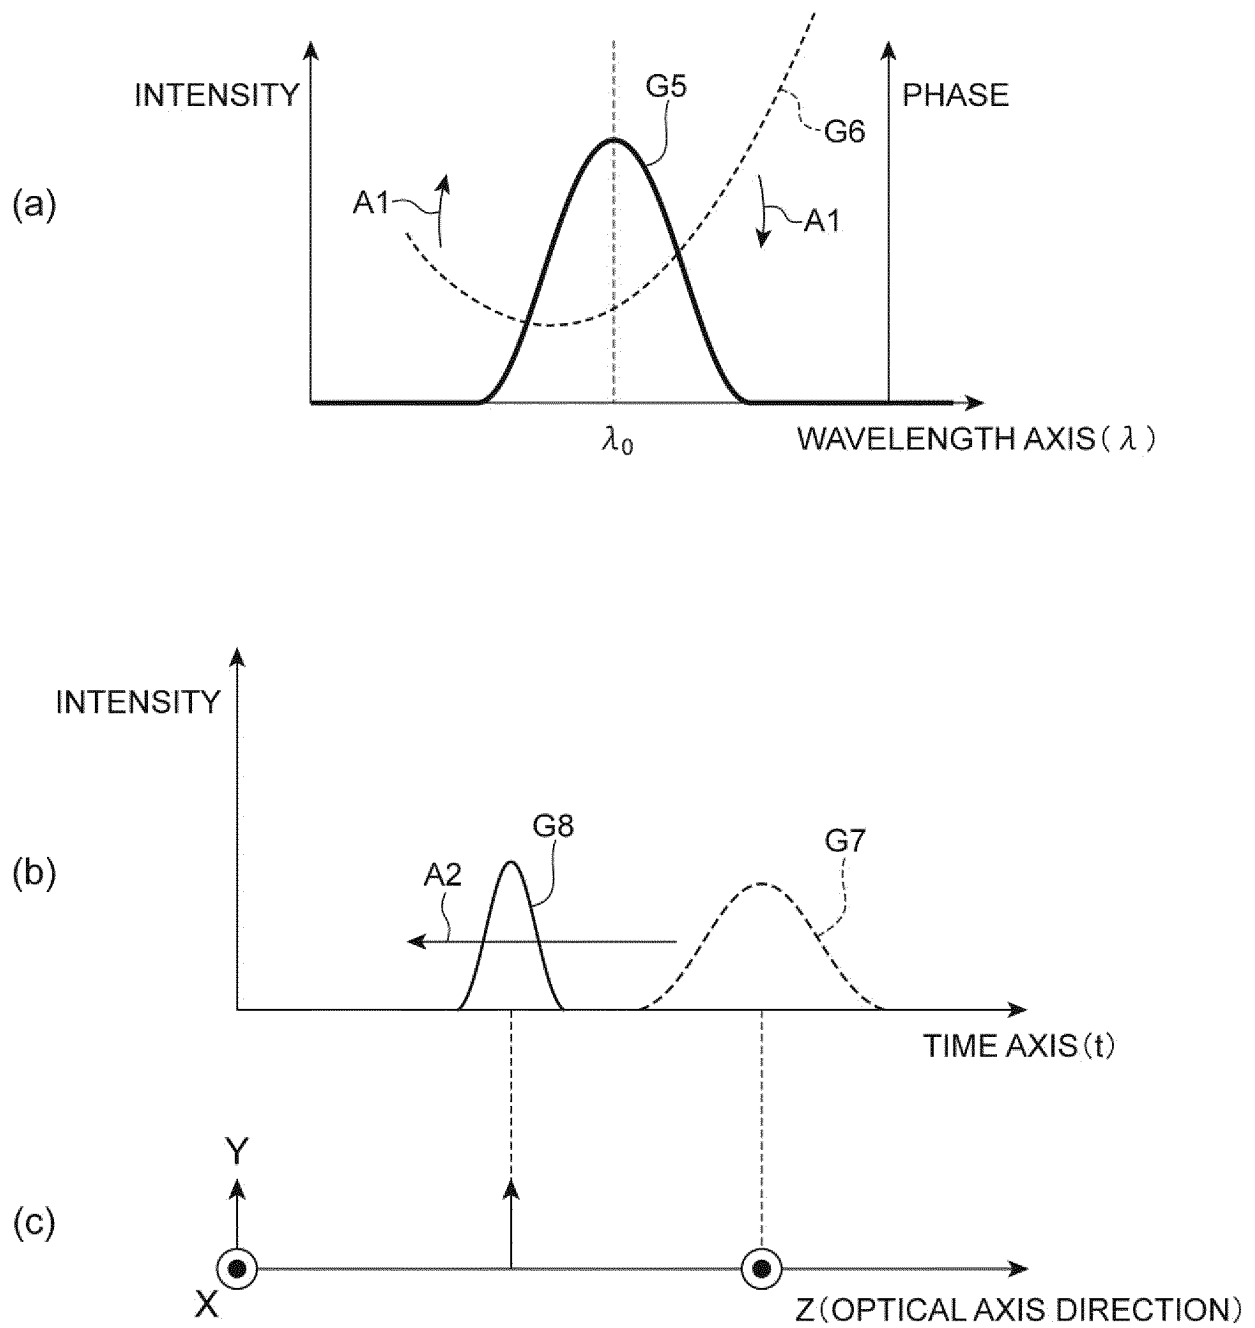 INTENSITY
G5
PHASE
G6
(a)
A1
A1
λ0
WAVELENGTH AXIS(λ)
INTENSITY
G8
G7
(b)
A2
TIME AXIS(t)
Y
(c)
X
Z(OPTICAL AXIS DIRECTION)